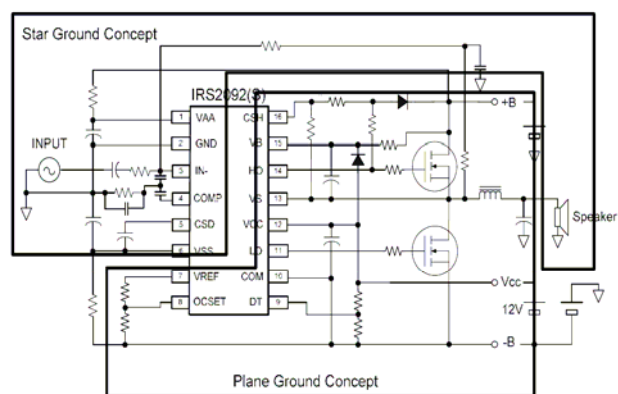 Star Ground Concept
IRS2092(S)
INPUT
1 VAA CSH 16
2 GND VB 15
3 IN- HO 14
4 COMP VS 13
5 CSD VCC 12
6 VSS LO 11
7 VREF COM 10
8 OCSET DT 9
+B
Speaker
Vcc
12V
-B
Plane Ground Concept